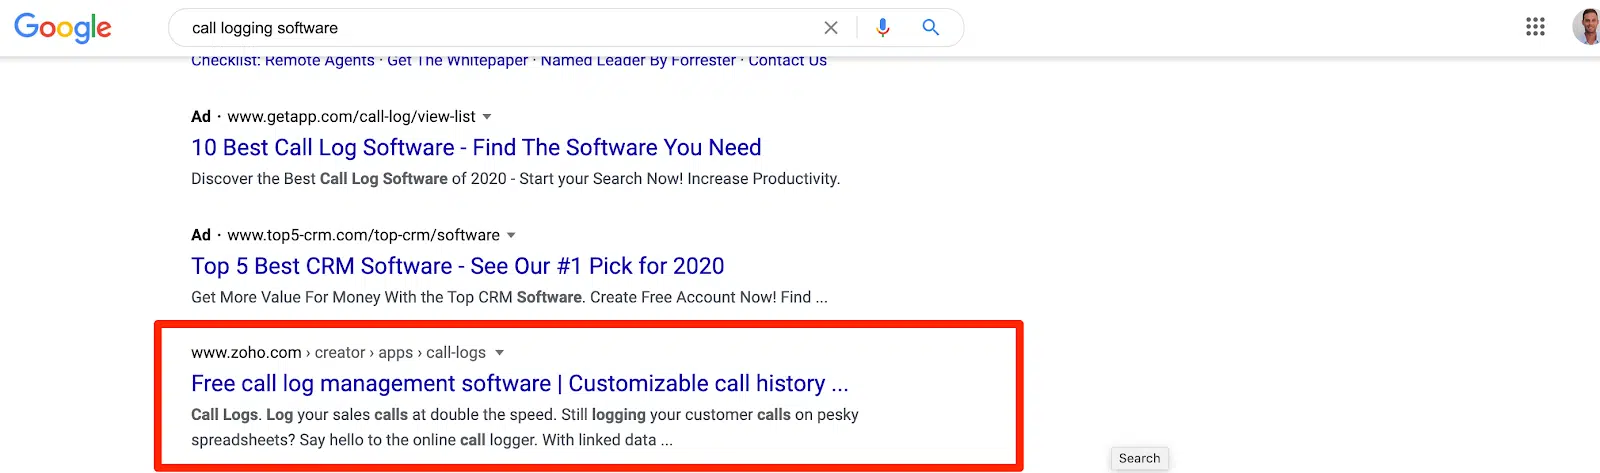 Google
call logging software
Checklist: Remote Agents · Get The Whitepaper · Named Leader By Forrester · Contact Us
Ad · www.getapp.com/call-log/view-list
10 Best Call Log Software - Find The Software You Need
Discover the Best Call Log Software of 2020 - Start your Search Now! Increase Productivity.
Ad · www.top5-crm.com/top-crm/software
Top 5 Best CRM Software - See Our #1 Pick for 2020
Get More Value For Money With the Top CRM Software. Create Free Account Now! Find ...
www.zoho.com › creator › apps › call-logs
Free call log management software | Customizable call history ...
Call Logs. Log your sales calls at double the speed. Still logging your customer calls on pesky
spreadsheets? Say hello to the online call logger. With linked data ...
Search